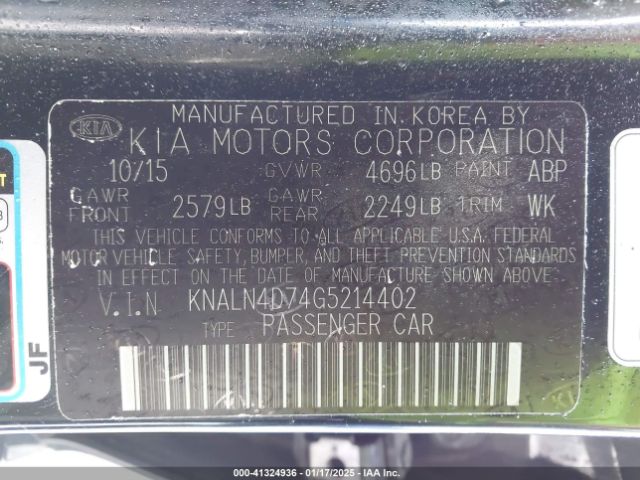 MANUFACTURED IN KOREA BY
KIA KIA MOTORS CORPORATION
10/15 GVWR 4696LB PAINT ABP
GAWR FRONT 2579LB GAWR REAR 2249LB TRIM WK
THIS VEHICLE CONFORMS TO ALL APPLICABLE U.S.A. FEDERAL
MOTOR VEHICLE SAFETY, BUMPER, AND THEFT PREVENTION STANDARDS
IN EFFECT ON THE DATE OF MANUFACTURE SHOWN ABOVE.
V.I.N KNALN4D74G5214402
TYPE PASSENGER CAR
JF
000-41324936 - 01/17/2025 - IAA Inc.